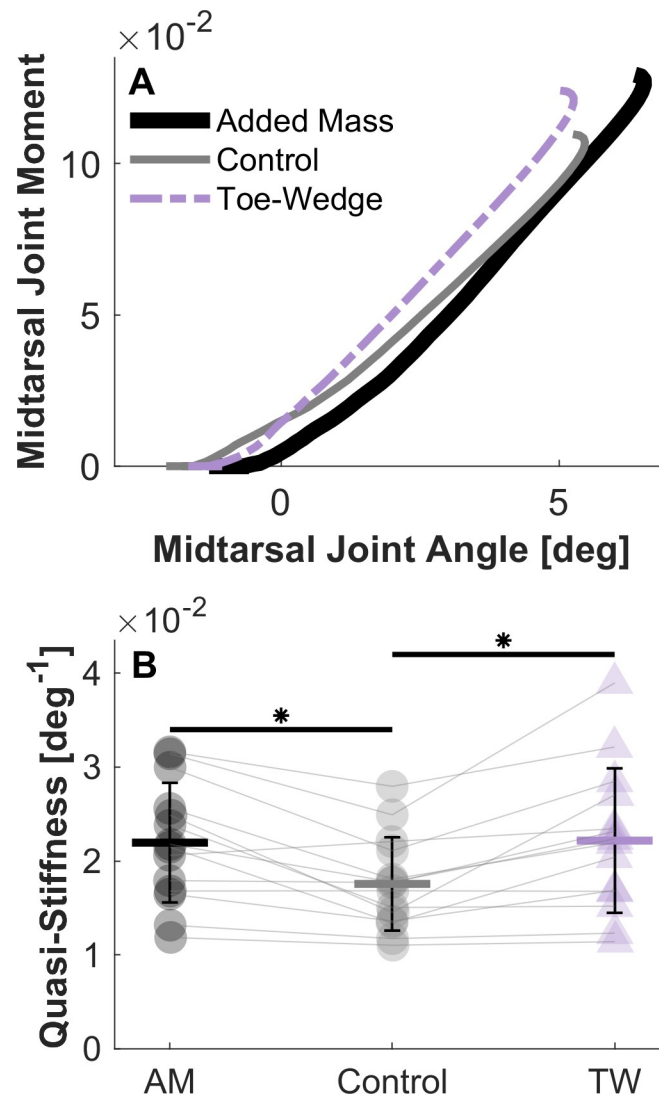 ×10⁻²
A
Added Mass
Control
Toe-Wedge
10
5
0
0 5
Midtarsal Joint Moment
Midtarsal Joint Angle [deg]
×10⁻²
B
* *
4
3
2
1
0
Quasi-Stiffness [deg⁻¹]
AM Control TW